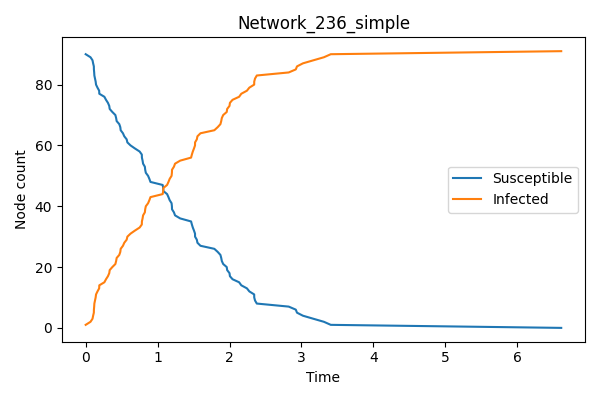 Network_236_simple
Node count
80
60
40
20
0
Susceptible
Infected
0 1 2 3 4 5 6
Time